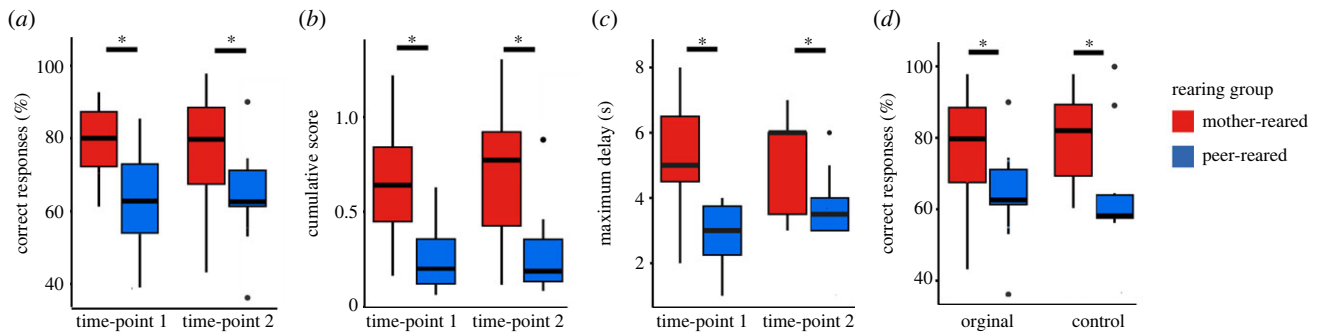 (a)
*
*
correct responses (%)
100
80
60
40
time-point 1 time-point 2
(b)
*
*
cumulative score
1.0
0.5
0
time-point 1 time-point 2
(c)
*
*
maximum delay (s)
8
6
4
2
time-point 1 time-point 2
(d)
*
*
correct responses (%)
100
80
60
40
orginal control
rearing group
mother-reared
peer-reared